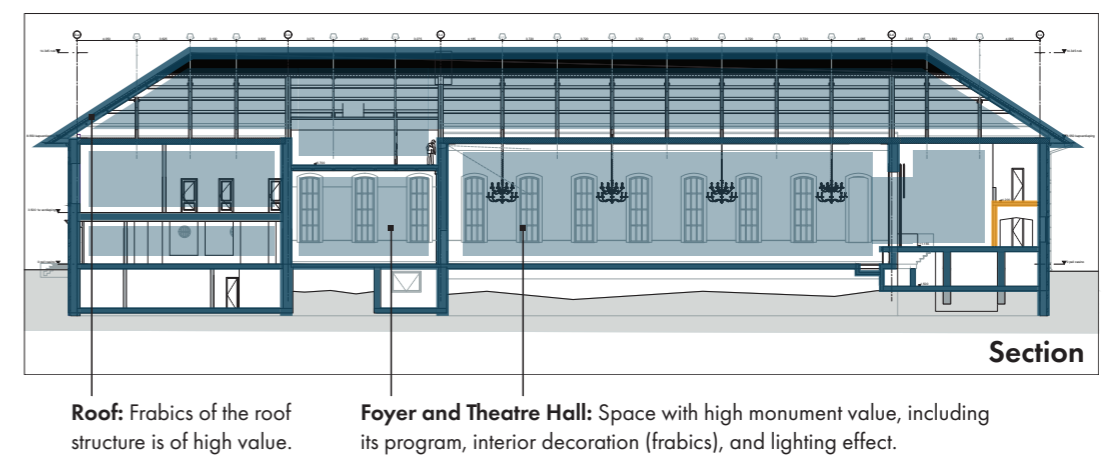 Section
Roof: Frabics of the roof
structure is of high value.
Foyer and Theatre Hall: Space with high monument value, including
its program, interior decoration (frabics), and lighting effect.